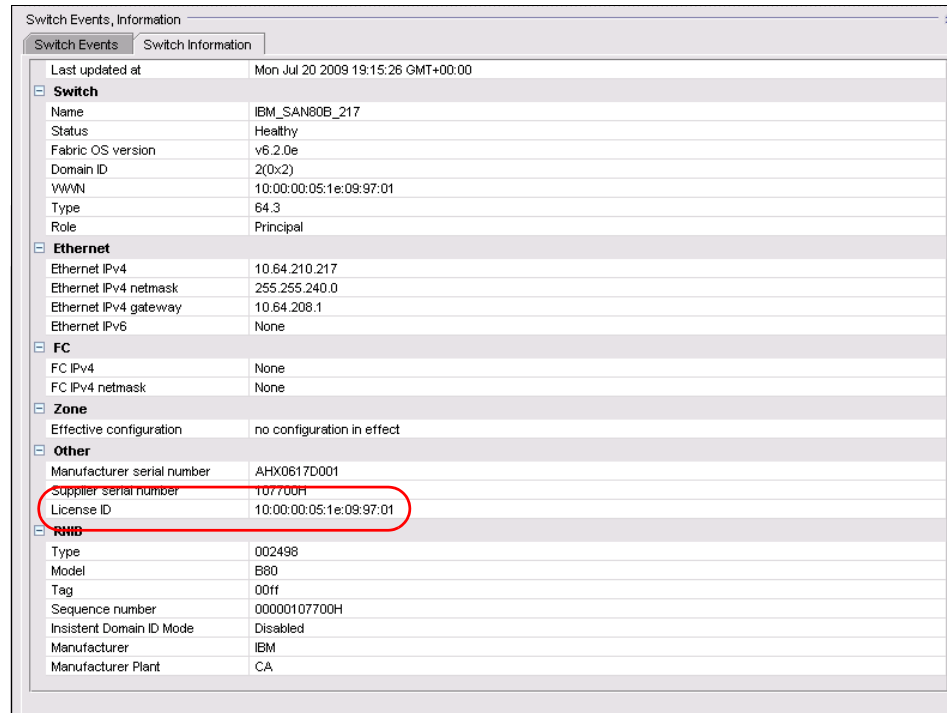 Switch Events, Information
Switch Events Switch Information
Last updated at Mon Jul 20 2009 19:15:26 GMT+00:00
Switch
Name IBM_SAN80B_217
Status Healthy
Fabric OS version v6.2.0e
Domain ID 2(0x2)
WWN 10:00:00:05:1e:09:97:01
Type 64.3
Role Principal
Ethernet
Ethernet IPv4 10.64.210.217
Ethernet IPv4 netmask 255.255.240.0
Ethernet IPv4 gateway 10.64.208.1
Ethernet IPv6 None
FC
FC IPv4 None
FC IPv4 netmask None
Zone
Effective configuration no configuration in effect
Other
Manufacturer serial number AHX0617D001
Supplier serial number 107700H
License ID 10:00:00:05:1e:09:97:01
RNID
Type 002498
Model B80
Tag 00ff
Sequence number 00000107700H
Insistent Domain ID Mode Disabled
Manufacturer IBM
Manufacturer Plant CA